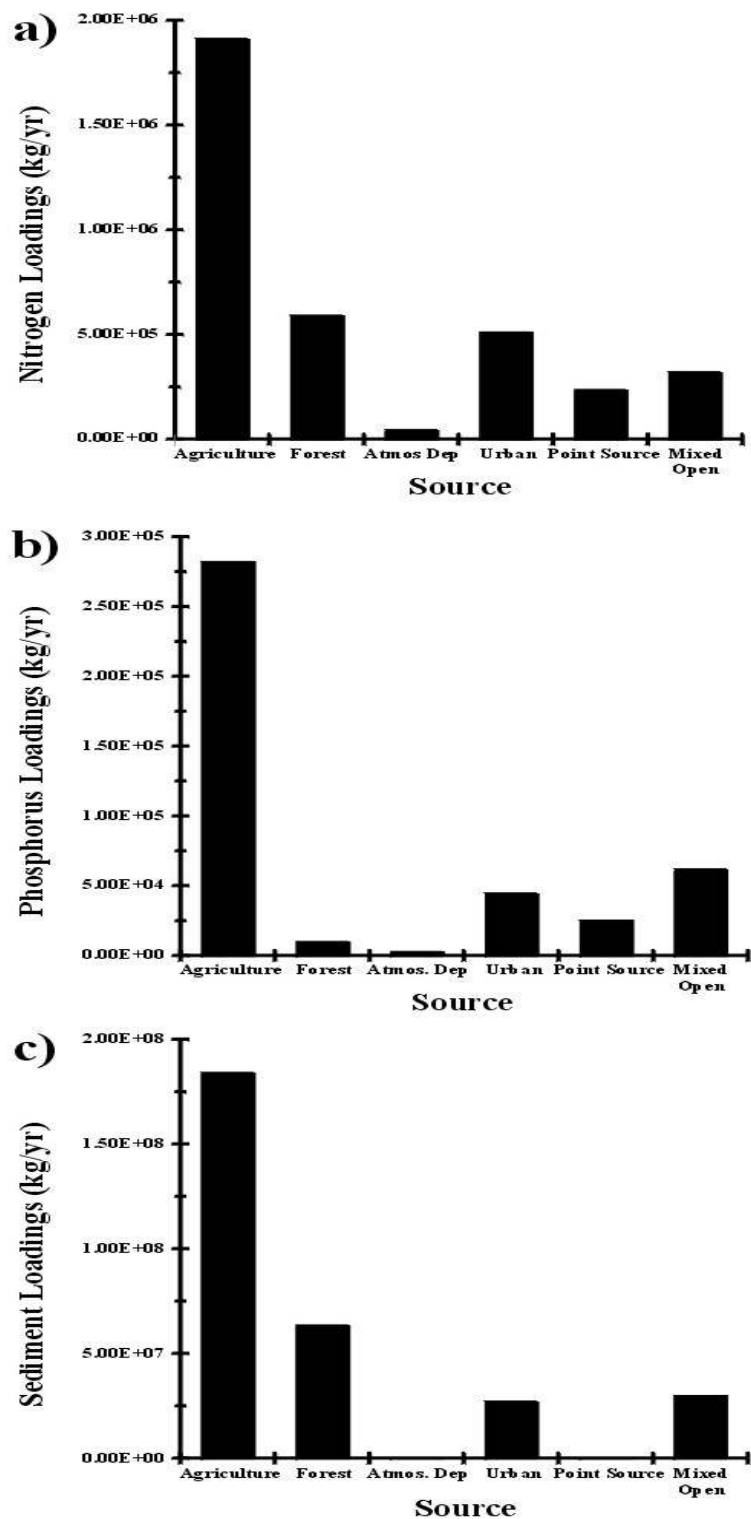 a)
Nitrogen Loadings (kg/yr)
2.00E+06
1.50E+06
1.00E+06
5.00E+05
0.00E+00
Agriculture Forest Atmos Dep Urban Point Source Mixed
Open
Source
b)
Phosphorus Loadings (kg/yr)
3.00E+05
2.50E+05
2.00E+05
1.50E+05
1.00E+05
5.00E+04
0.00E+00
Agriculture Forest Atmos. Dep Urban Point Source Mixed
Open
Source
c)
Sediment Loadings (kg/yr)
2.00E+08
1.50E+08
1.00E+08
5.00E+07
0.00E+00
Agriculture Forest Atmos. Dep Urban Point Source Mixed
Open
Source